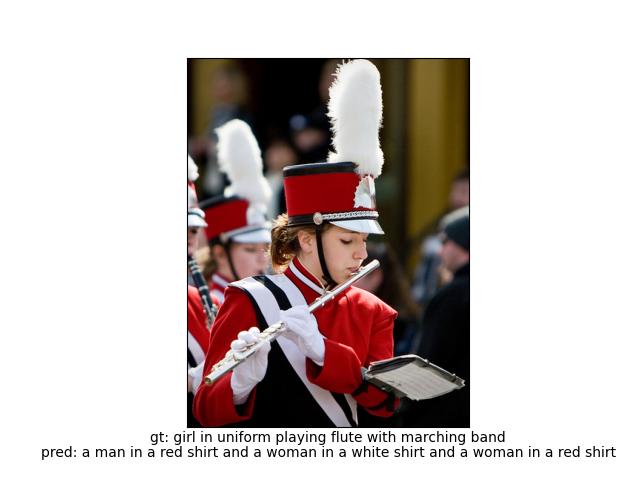 gt: girl in uniform playing flute with marching band
pred: a man in a red shirt and a woman in a white shirt and a woman in a red shirt